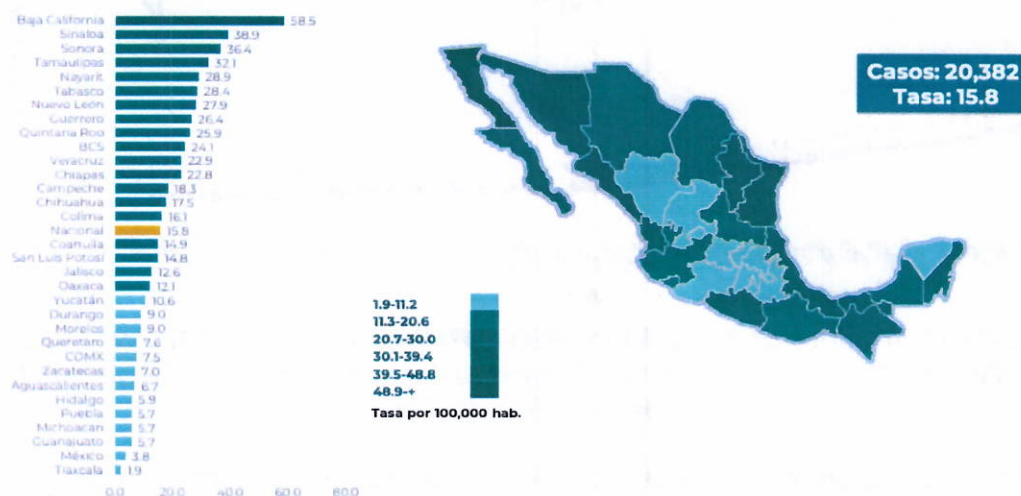 Baja California 58.5
Sinaloa 38.9
Sonora 36.4
Tamaulipas 32.1
Nayarit 28.9
Tabasco 28.4
Nuevo León 27.9
Guerrero 26.4
Quintana Roo 25.9
BCS 24.1
Veracruz 22.9
Chiapas 22.8
Campeche 18.3
Chihuahua 17.5
Colima 16.1
Nacional 15.8
Coahuila 14.9
San Luis Potosí 14.8
Jalisco 12.6
Oaxaca 12.1
Yucatán 10.6
Durango 9.0
Morelos 9.0
Querétaro 7.6
CDMX 7.5
Zacatecas 7.0
Aguascalientes 6.7
Hidalgo 5.9
Puebla 5.7
Michoacán 5.7
Guanajuato 5.7
México 3.8
Tlaxcala 1.9
0.0 20.0 40.0 60.0 80.0
Casos: 20,382
Tasa: 15.8
1.9-11.2
11.3-20.6
20.7-30.0
30.1-39.4
39.5-48.8
48.9-+
Tasa por 100,000 hab.